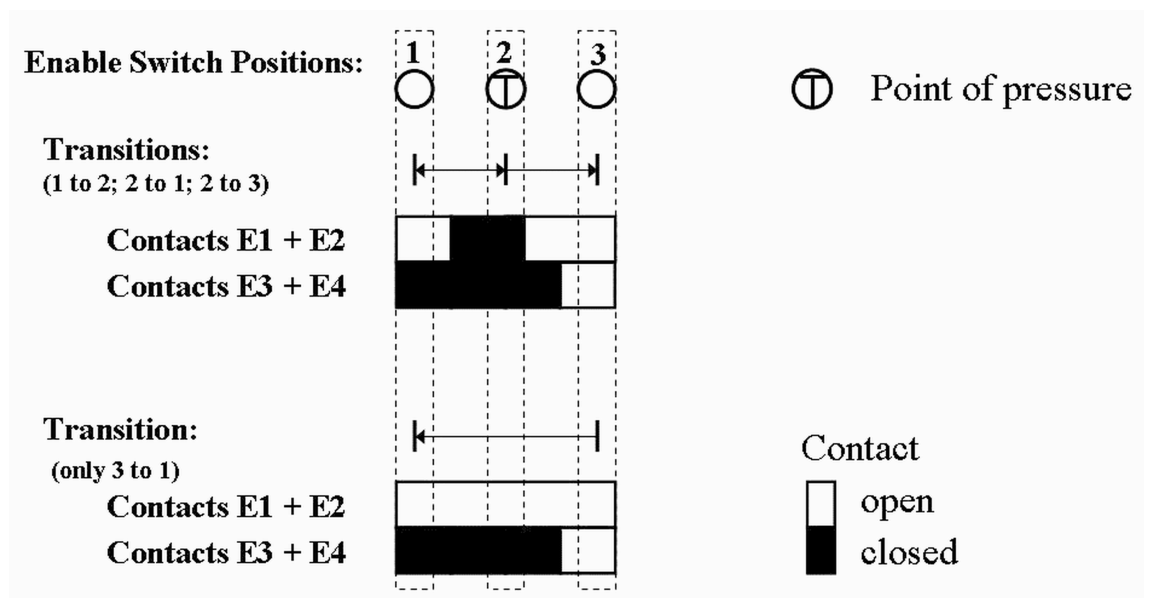 Enable Switch Positions:
1 2 3
T Point of pressure
Transitions:
(1 to 2; 2 to 1; 2 to 3)
Contacts E1 + E2
Contacts E3 + E4
Transition:
(only 3 to 1)
Contacts E1 + E2
Contacts E3 + E4
Contact
open
closed